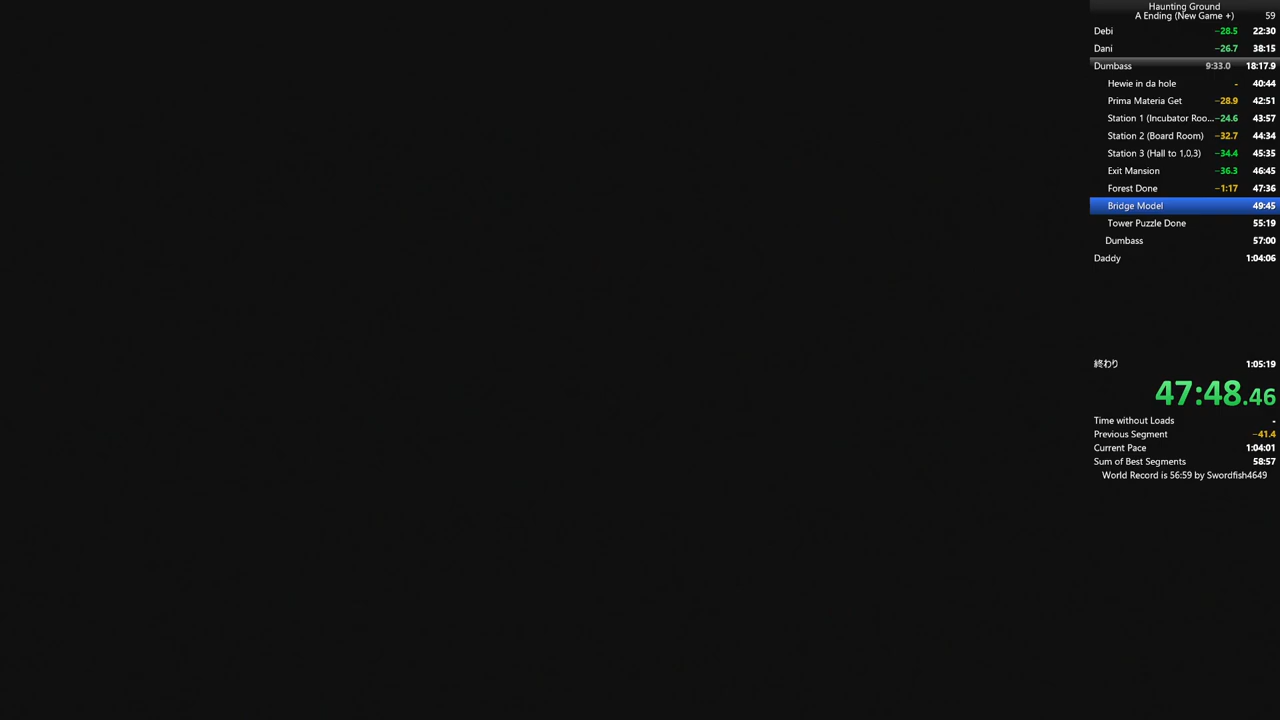 Haunting Ground
A Ending (New Game +) 59
Debi −28.5 22:30
Dani −26.7 38:15
Dumbass 9:33.0 18:17.9
Hewie in da hole - 40:44
Prima Materia Get −28.9 42:51
Station 1 (Incubator Roo... −24.6 43:57
Station 2 (Board Room) −32.7 44:34
Station 3 (Hall to 1,0,3) −34.4 45:35
Exit Mansion −36.3 46:45
Forest Done −1:17 47:36
Bridge Model 49:45
Tower Puzzle Done 55:19
Dumbass 57:00
Daddy 1:04:06
終わり 1:05:19
47:48.46
Time without Loads -
Previous Segment −41.4
Current Pace 1:04:01
Sum of Best Segments 58:57
World Record is 56:59 by Swordfish4649